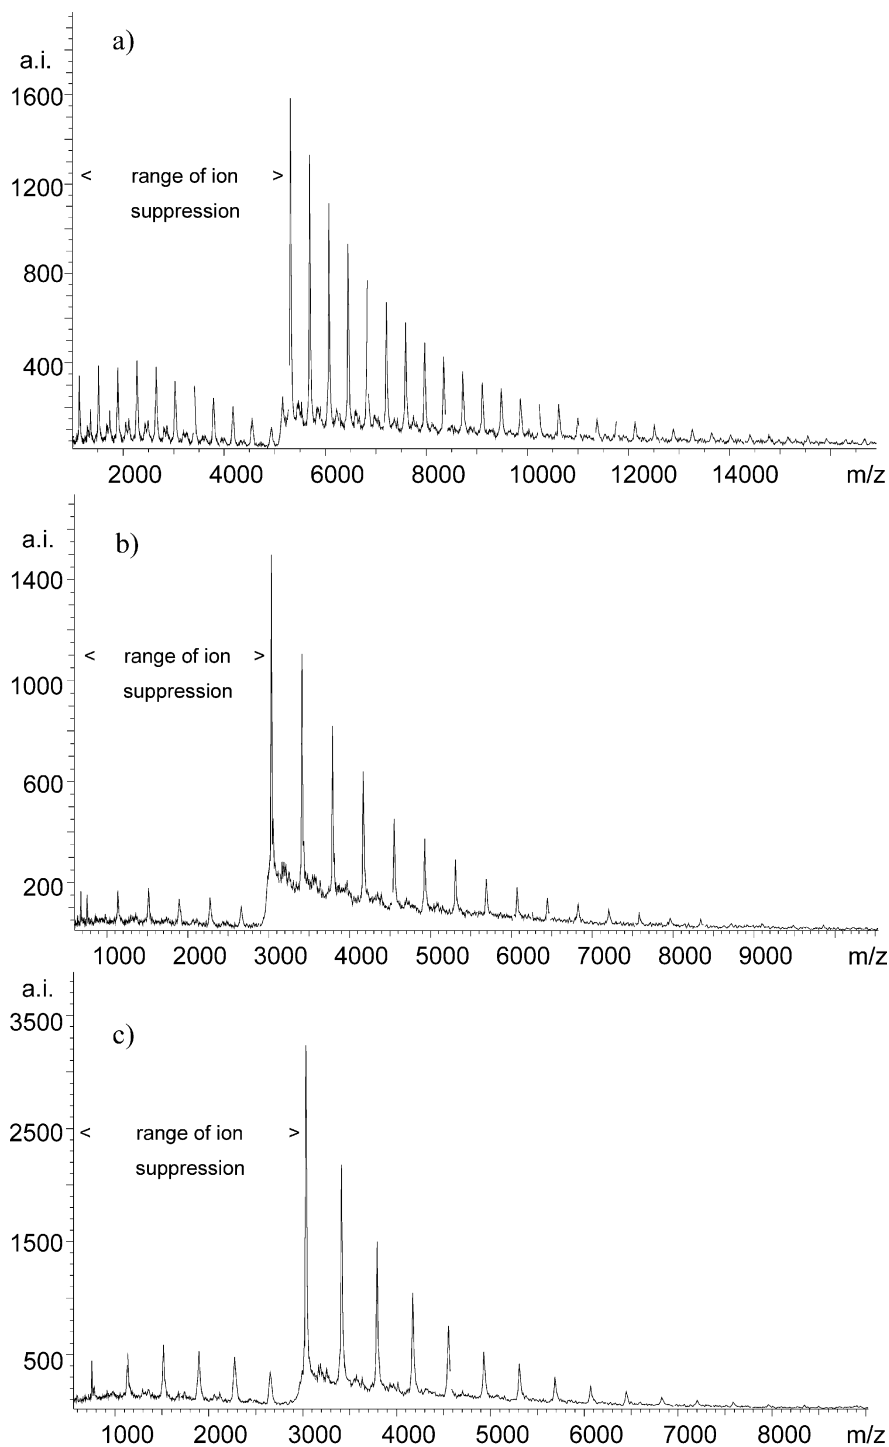 a)
a.i.
1600
< range of ion >
suppression
1200
800
400
2000 4000 6000 8000 10000 12000 14000 m/z
b)
a.i.
1400
< range of ion >
suppression
1000
600
200
1000 2000 3000 4000 5000 6000 7000 8000 9000 m/z
a.i.
3500
c)
2500 < range of ion >
suppression
1500
500
1000 2000 3000 4000 5000 6000 7000 8000 m/z